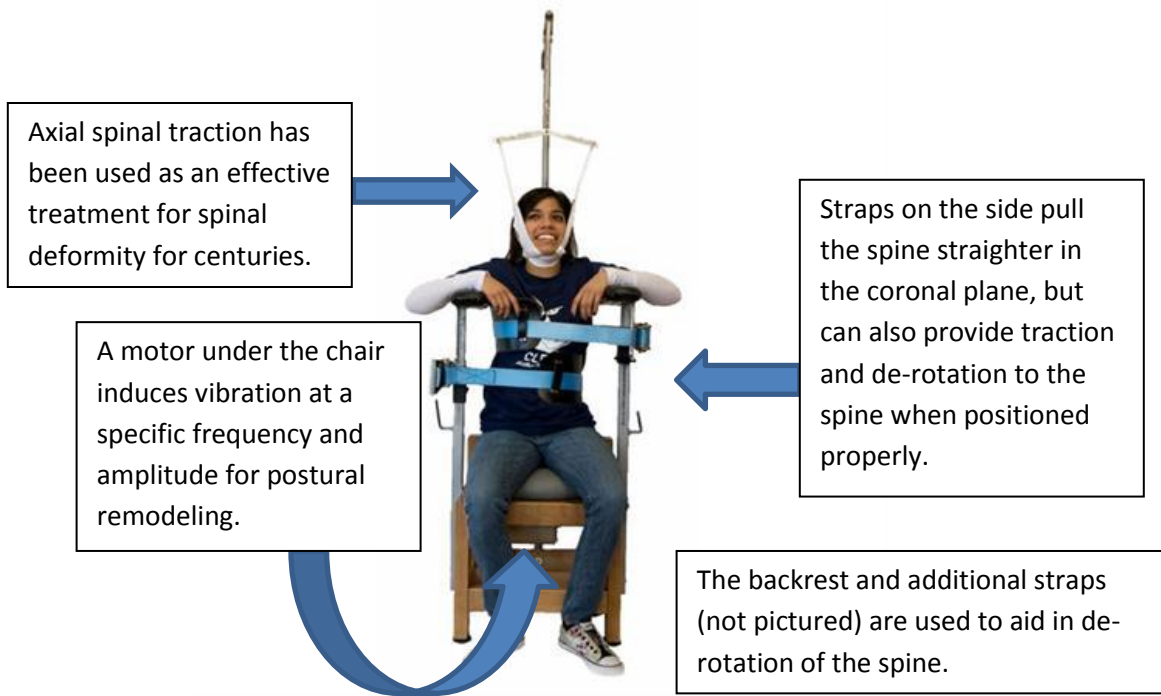 Axial spinal traction has
been used as an effective
treatment for spinal
deformity for centuries.
Straps on the side pull
the spine straighter in
the coronal plane, but
can also provide traction
and de-rotation to the
spine when positioned
properly.
A motor under the chair
induces vibration at a
specific frequency and
amplitude for postural
remodeling.
The backrest and additional straps
(not pictured) are used to aid in de-
rotation of the spine.